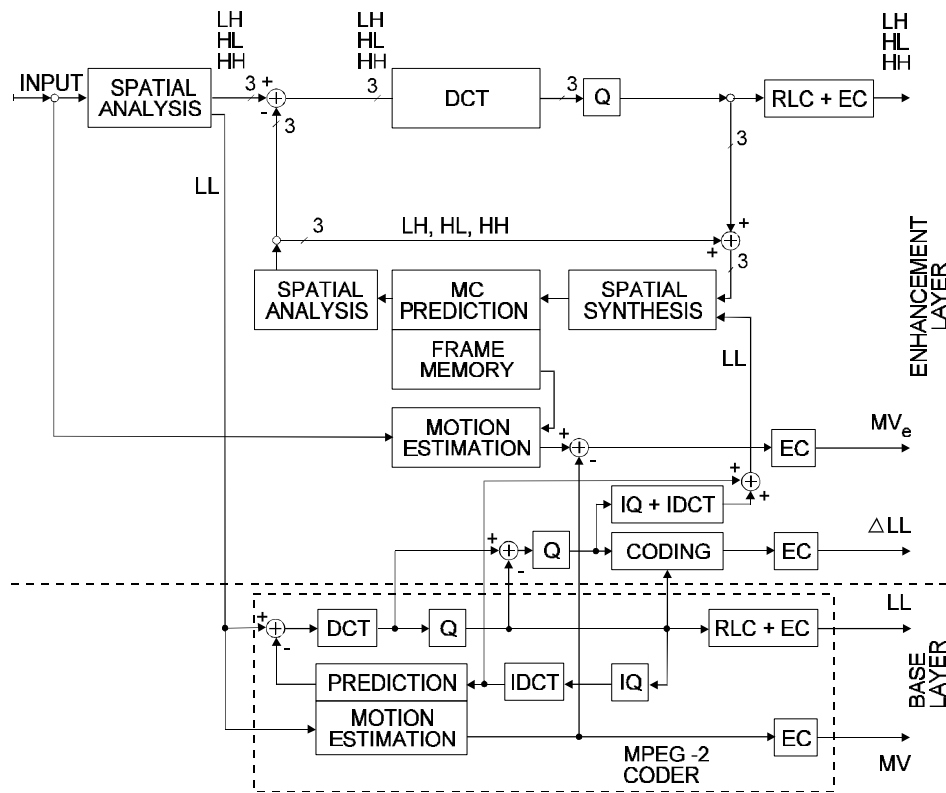 LH
HL
HH
LH
HL
HH
LH
HL
HH
INPUT
SPATIAL
ANALYSIS
3
+
-
3
3
DCT
3
Q
RLC + EC
3
LL
3
LH, HL, HH
+
+
3
SPATIAL
ANALYSIS
MC
PREDICTION
FRAME
MEMORY
SPATIAL
SYNTHESIS
LL
ENHANCEMENT
LAYER
MOTION
ESTIMATION
+
-
EC
MVe
+
+
IQ + IDCT
+
-
Q
CODING
EC
△LL
+
-
DCT
Q
RLC + EC
LL
PREDICTION
IDCT
IQ
MOTION
ESTIMATION
EC
MV
MPEG -2
CODER
BASE
LAYER